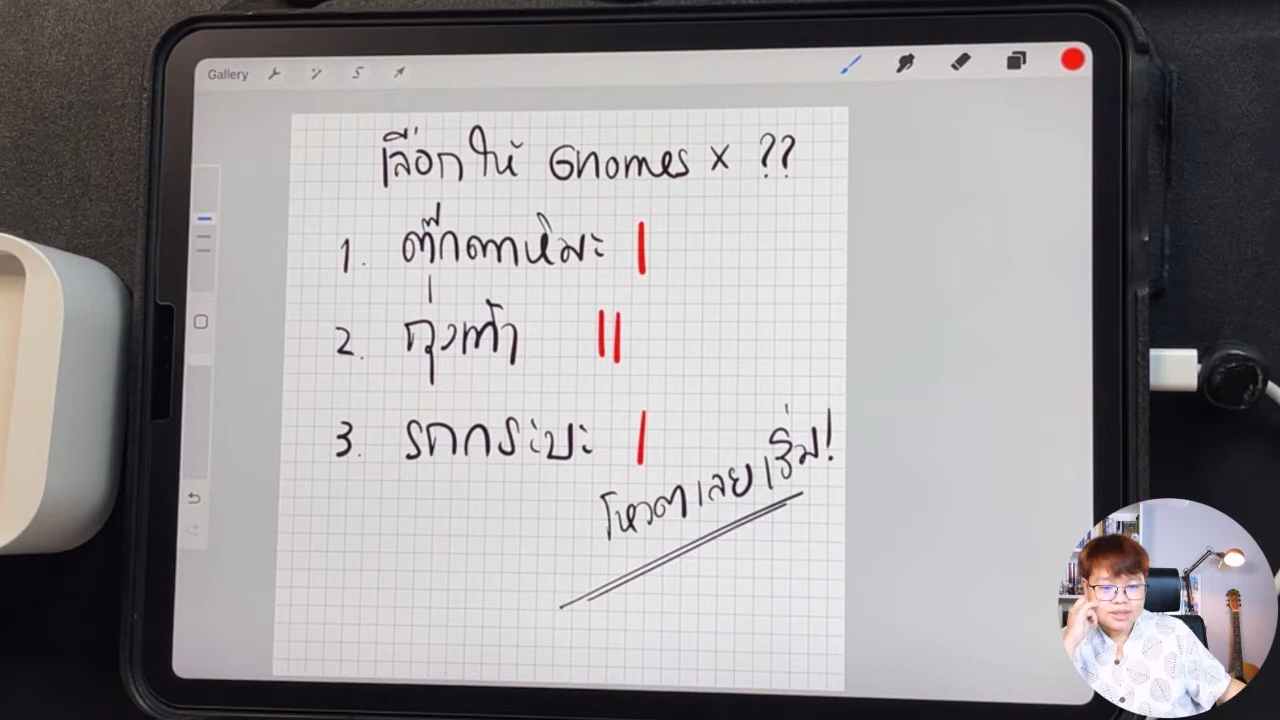 Gallery
เลือกให้ Gnomes x ??
1. ตุ๊กตาหิมะ |
2. ถุงเท้า ||
3. รถกระบะ |
โหวตเลยเริ่ม!